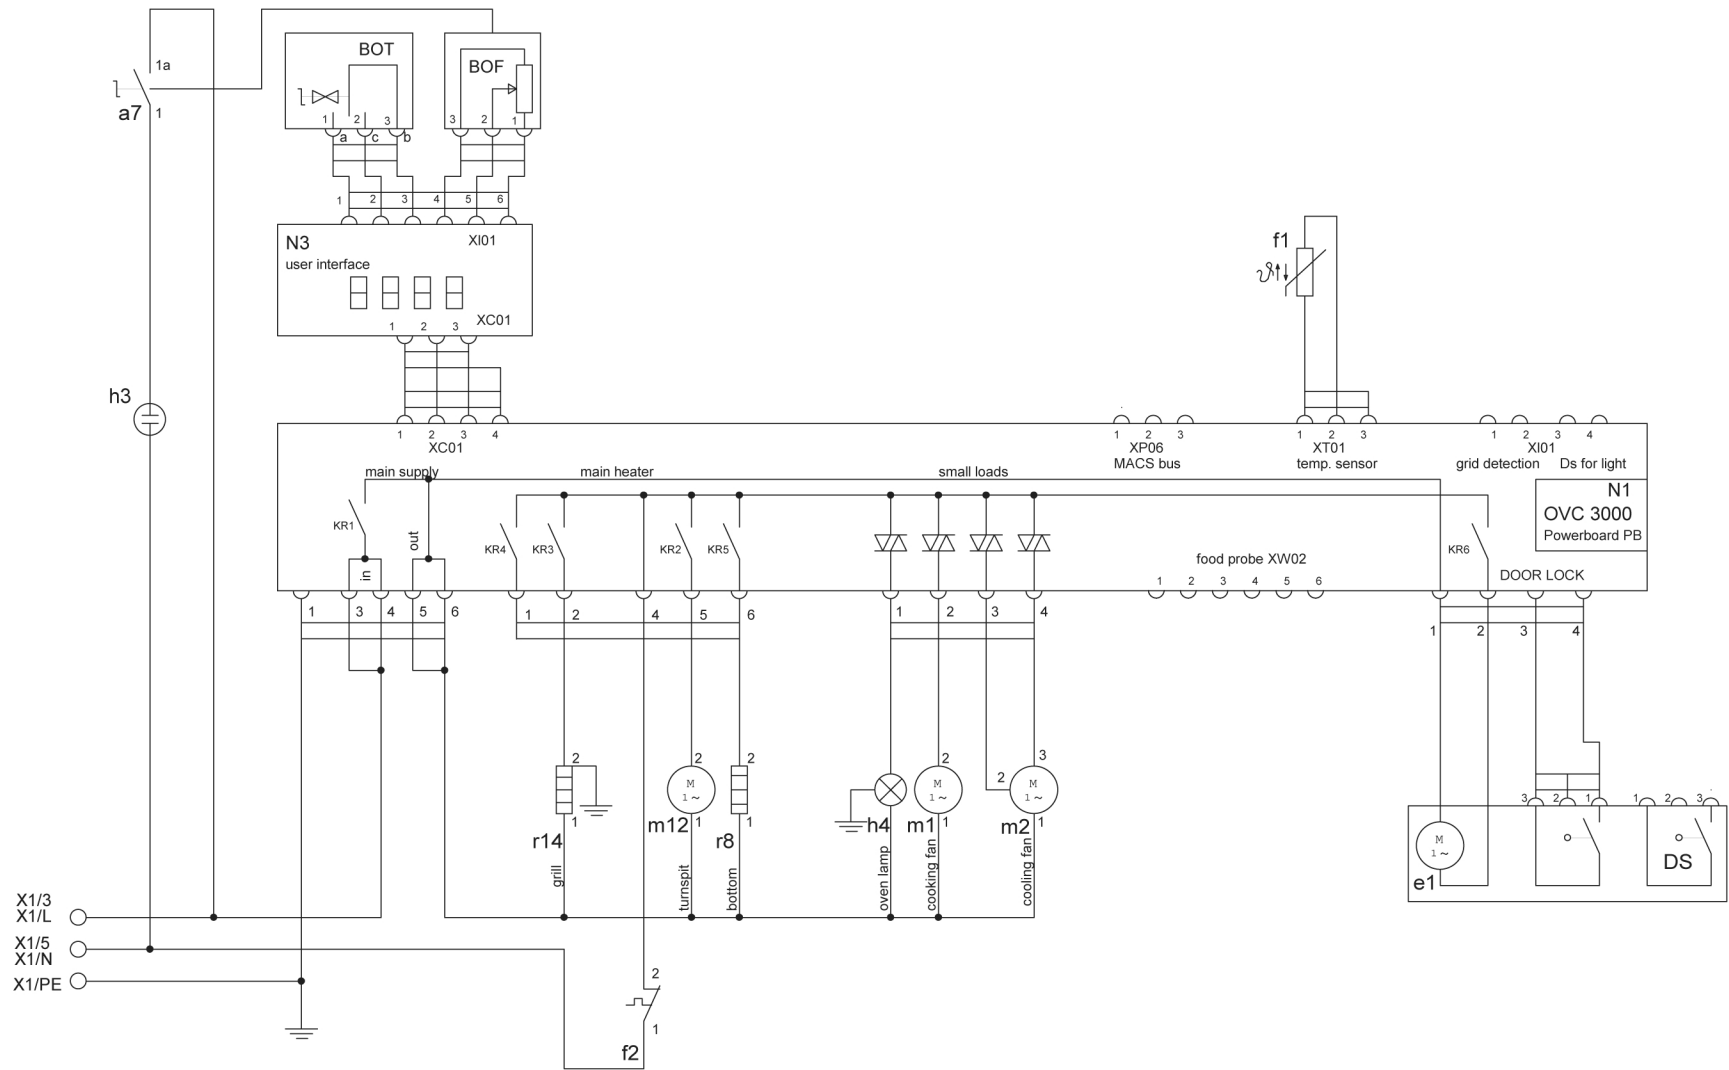 1a
a7
1
BOT
1
2
3
a
c
b
BOF
3
2
1
1
2
3
4
5
6
N3
XI01
user interface
1
2
3
XC01
h3
f1
ϑ
1
2
3
4
XC01
1
2
3
XP06
MACS bus
1
2
3
XT01
temp. sensor
1
2
3
4
XI01
grid detection
Ds for light
main supply
main heater
small loads
N1
OVC 3000
Powerboard PB
KR1
in
out
KR4
KR3
KR2
KR5
KR6
food probe XW02
1
2
3
4
5
6
DOOR LOCK
1
3
4
5
6
1
2
4
5
6
1
2
3
4
1
2
3
4
2
1
r14
grill
2
M
1 ~
1
m12
turnspit
2
1
r8
bottom
h4
oven lamp
2
M
1 ~
1
m1
cooking fan
3
2
M
1 ~
1
m2
cooling fan
3
2
1
1
2
3
M
1 ~
e1
DS
X1/3
X1/L
X1/5
X1/N
X1/PE
2
1
f2